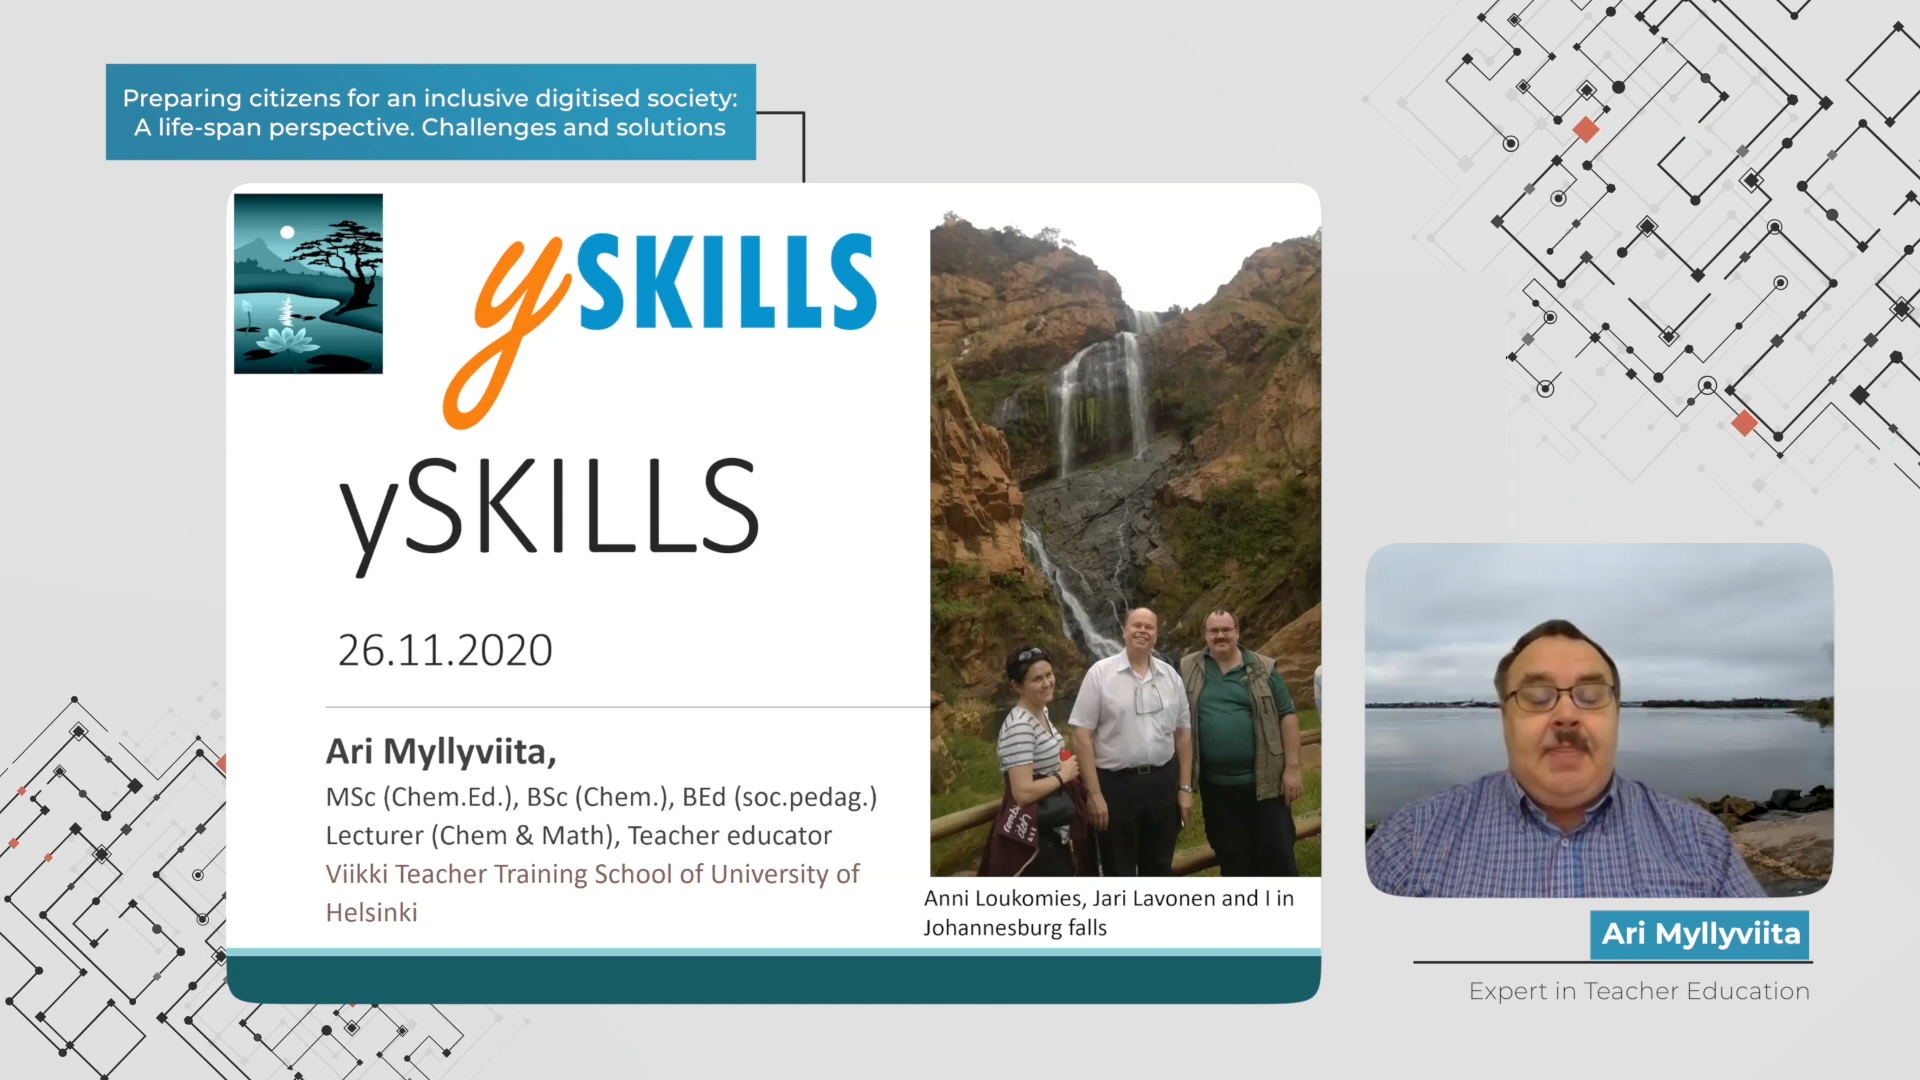 Preparing citizens for an inclusive digitised society:
A life-span perspective. Challenges and solutions
ySKILLS
ySKILLS
26.11.2020
Ari Myllyviita,
MSc (Chem.Ed.), BSc (Chem.), BEd (soc.pedag.)
Lecturer (Chem & Math), Teacher educator
Viikki Teacher Training School of University of
Helsinki
Anni Loukomies, Jari Lavonen and I in
Johannesburg falls
Ari Myllyviita
Expert in Teacher Education